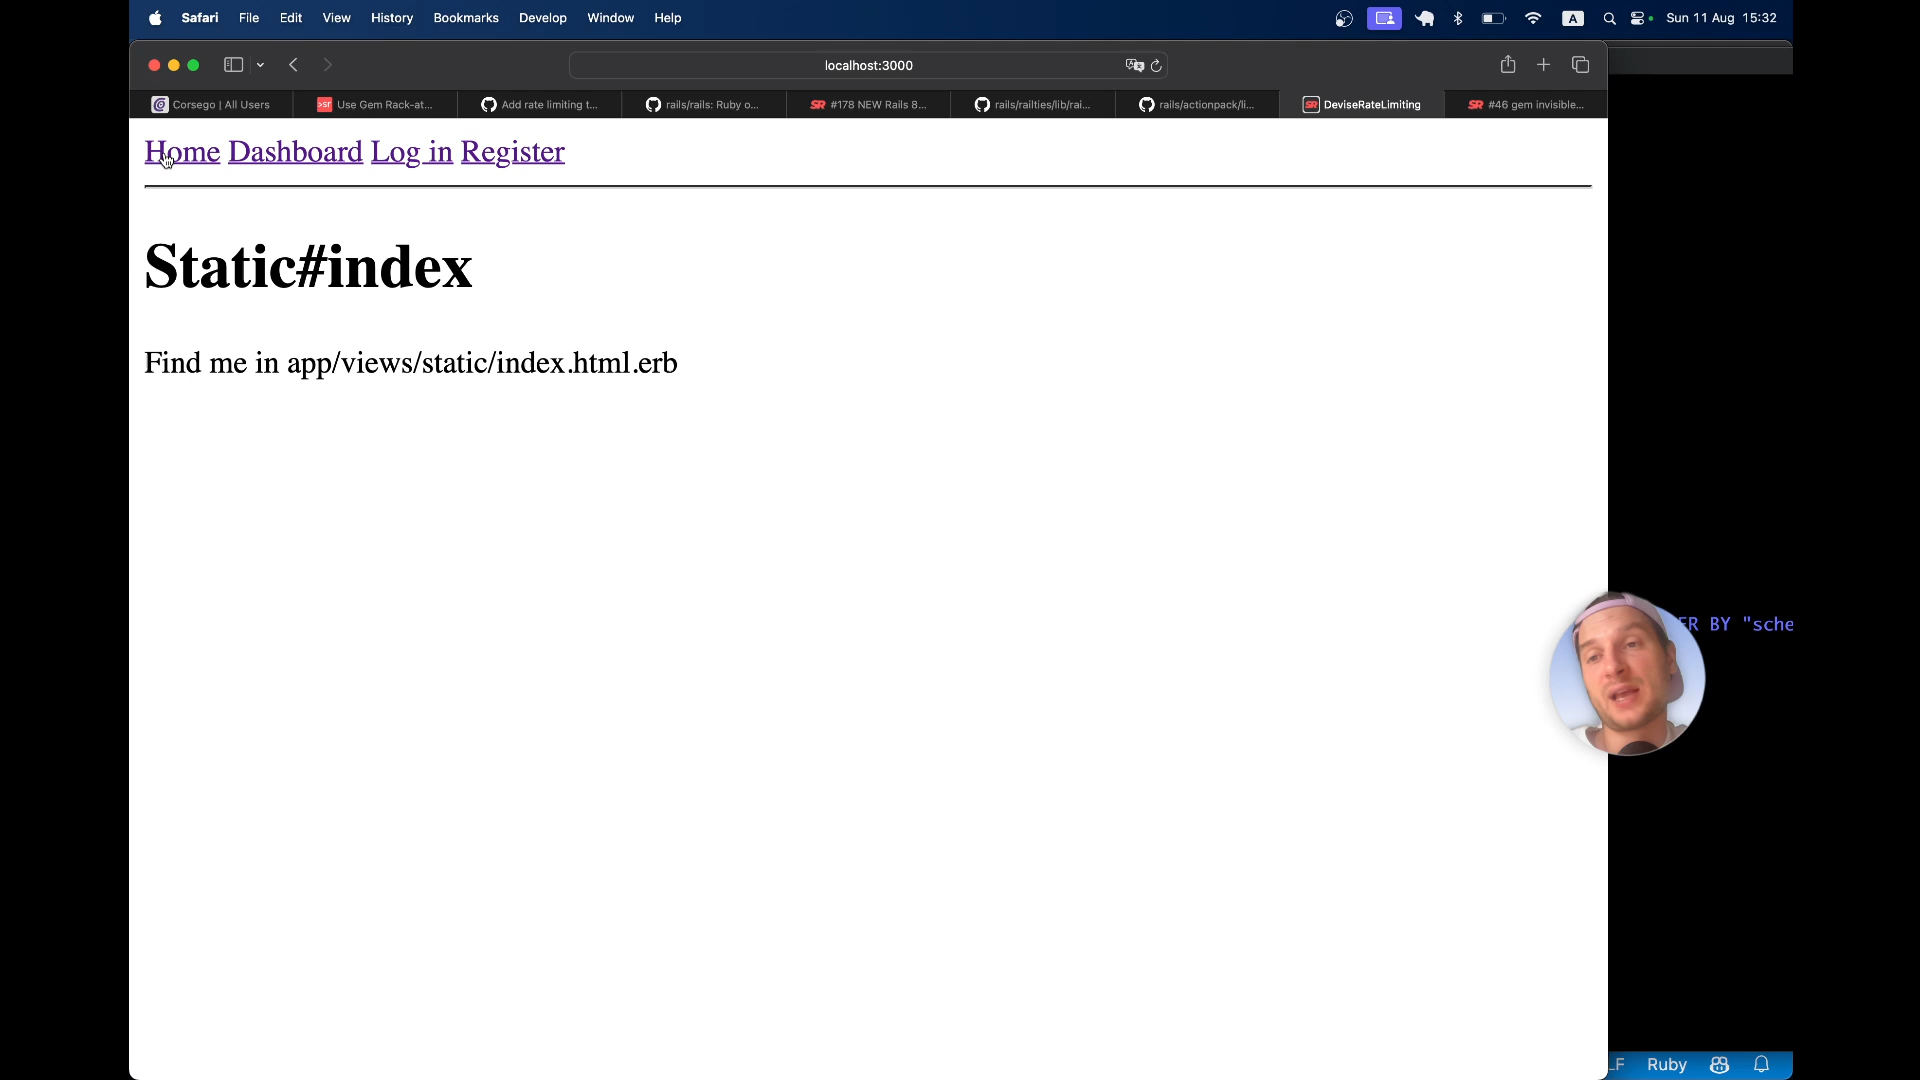 Safari File Edit View History Bookmarks Develop Window Help
A Sun 11 Aug 15:32
localhost:3000
Corsego | All Users
Use Gem Rack-at...
Add rate limiting t...
rails/rails: Ruby o...
SR #178 NEW Rails 8...
rails/railties/lib/rai...
rails/actionpack/li...
SR DeviseRateLimiting
SR #46 gem invisible...
Home Dashboard Log in Register
Static#index
Find me in app/views/static/index.html.erb
ER BY "sche
LF Ruby